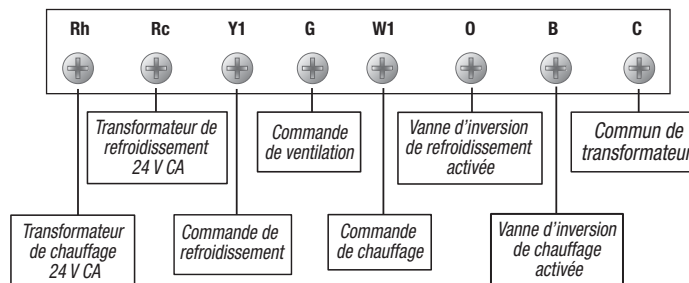 Rh Rc Y1 G W1 O B C
Transformateur de
refroidissement
24 V CA
Commande
de ventilation
Vanne d'inversion
de refroidissement
activée
Commun de
transformateur
Transformateur
de chauffage
24 V CA
Commande de
refroidissement
Commande
de chauffage
Vanne d'inversion
de chauffage
activée